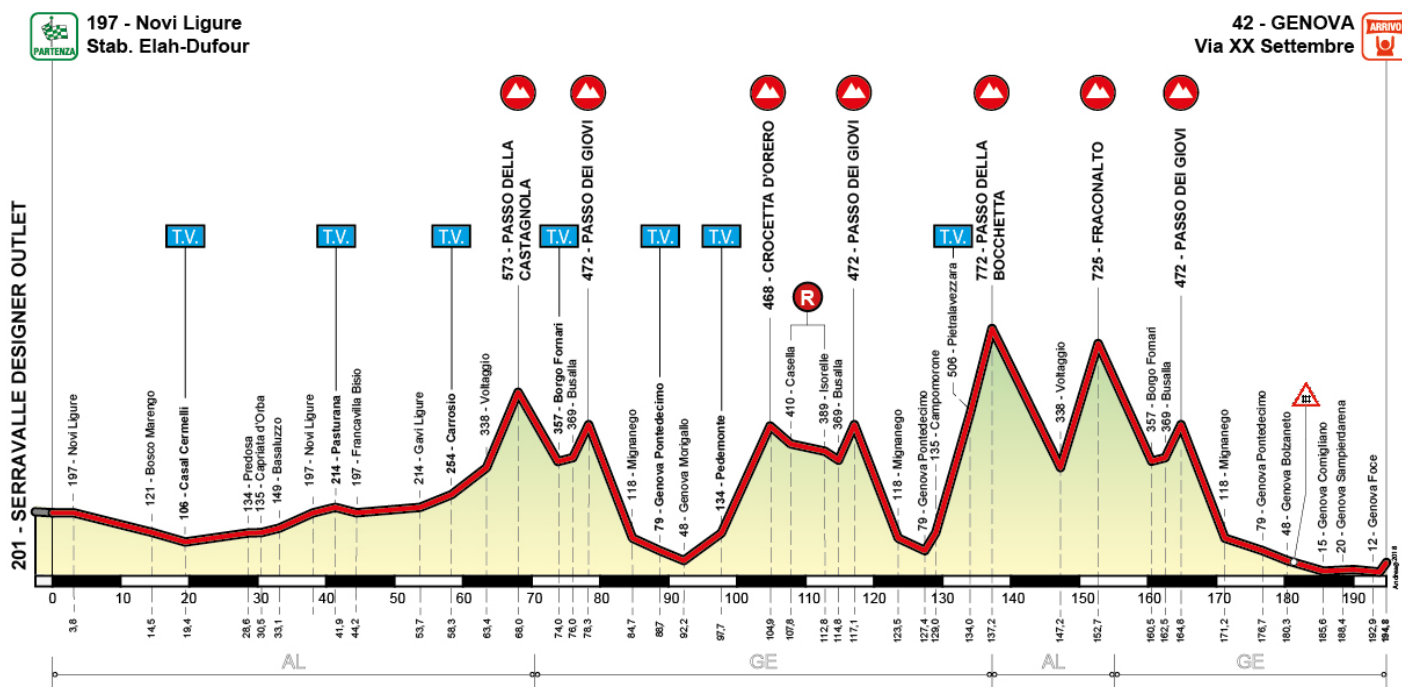 197 - Novi Ligure
Stab. Elah-Dufour
PARTENZA
42 - GENOVA
Via XX Settembre
ARRIVO
201 - SERRAVALLE DESIGNER OUTLET
197 - Novi Ligure
121 - Bosco Marengo
T.V.
106 - Casal Cermelli
134 - Predosa
135 - Capriata d'Orba
149 - Basaluzzo
197 - Novi Ligure
T.V.
214 - Pasturana
197 - Francavilla Bisio
214 - Gavi Ligure
T.V.
254 - Carrosio
338 - Voltaggio
573 - PASSO DELLA
CASTAGNOLA
T.V.
357 - Borgo Fornari
369 - Busalla
472 - PASSO DEI GIOVI
118 - Mignanego
T.V.
79 - Genova Pontedecimo
48 - Genova Morigallo
T.V.
134 - Pedemonte
468 - CROCETTA D'ORERO
R
410 - Casella
389 - Isorelle
369 - Busalla
472 - PASSO DEI GIOVI
118 - Mignanego
79 - Genova Pontedecimo
135 - Campomorone
T.V.
506 - Pietralavezzara
772 - PASSO DELLA
BOCCHETTA
338 - Voltaggio
725 - FRACONALTO
357 - Borgo Fornari
369 - Busalla
472 - PASSO DEI GIOVI
118 - Mignanego
79 - Genova Pontedecimo
48 - Genova Bolzaneto
15 - Genova Cornigliano
20 - Genova Sampierdarena
12 - Genova Foce
0 10 20 30 40 50 60 70 80 90 100 110 120 130 140 150 160 170 180 190
3,8 14,5 19,4 28,6 30,5 33,1 41,9 44,2 53,7 58,3 63,4 68,0 74,0 76,0 78,3 84,7 887 92,2 97,7 104,9 107,8 112,8 114,8 117,1 123,5 127,4 129,0 134,0 137,2 147,2 152,7 160,5 162,5 164,8 171,2 176,7 180,3 185,6 188,4 192,9 194,8
AL GE AL GE